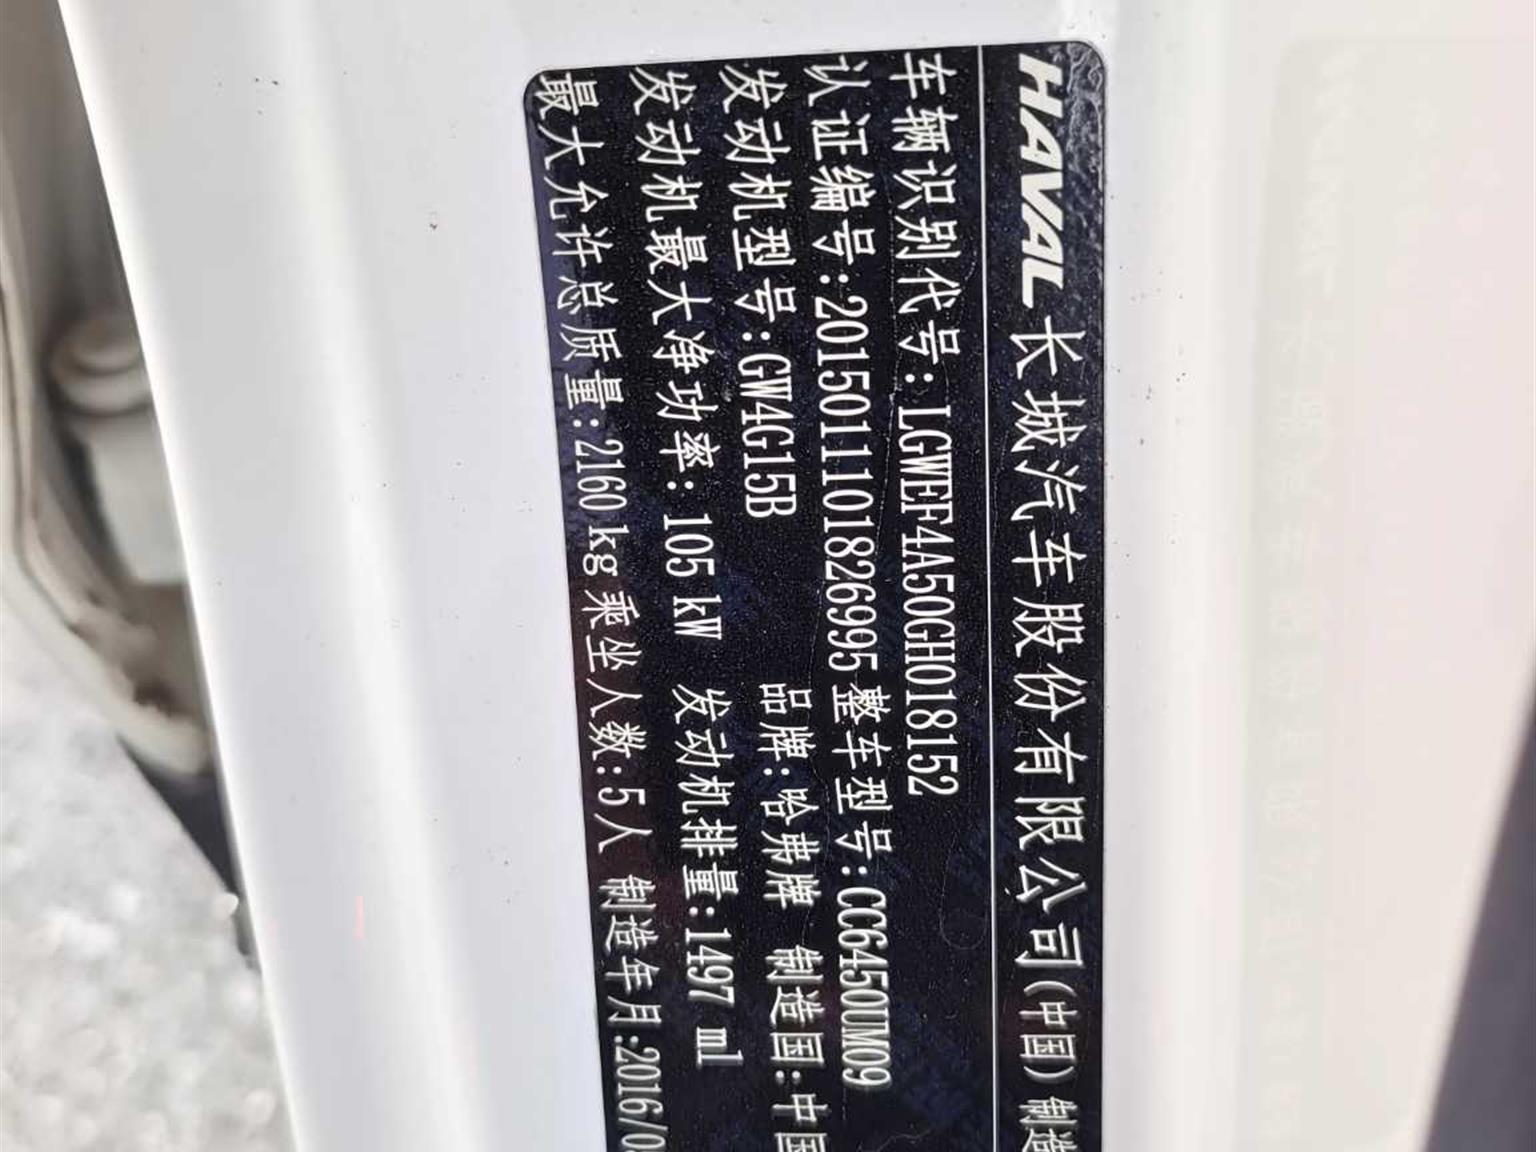 HAVAL 长城汽车股份有限公司(中国)制造
车辆识别代号:LGWEF4A50GH018152
认证编号:2015011101826995 整车型号:CC6450UM09
发动机型号:GW4G15B 品牌:哈弗牌 制造国:中国
发动机最大净功率:105 kW 发动机排量:1497 ml
最大允许总质量:2160 kg 乘坐人数:5人 制造年月:2016/0